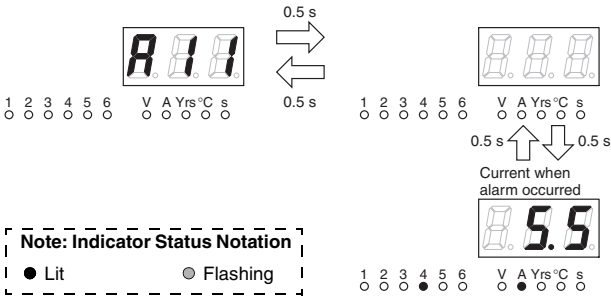 0.5 s
A11
0.5 s
1 2 3 4 5 6 V A Yrs °C s
1 2 3 4 5 6 V A Yrs °C s
0.5 s 0.5 s
Current when
alarm occurred
5.5
Note: Indicator Status Notation
Lit Flashing
1 2 3 4 5 6 V A Yrs °C s